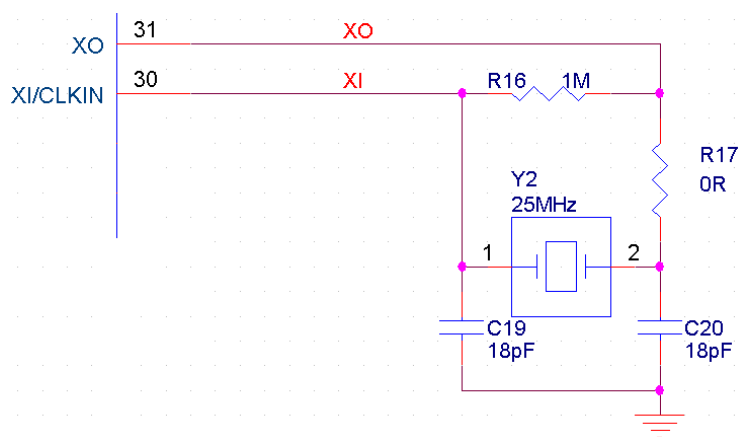 XO 31 XO
XI/CLKIN 30 XI R16 1M
R17
0R
Y2
25MHz
1 2
C19 C20
18pF 18pF